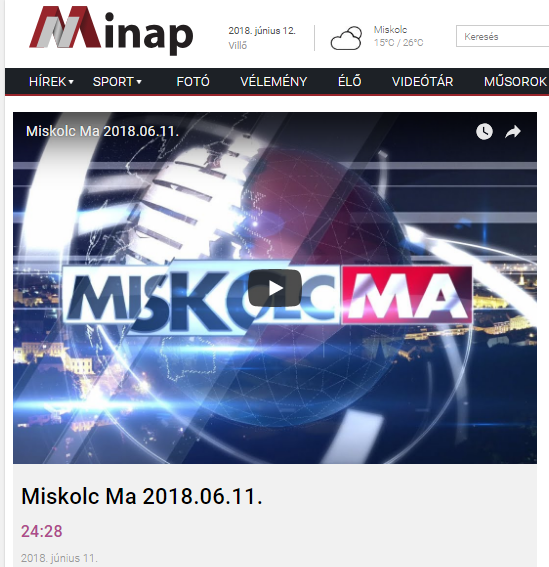 Minap
2018. június 12.
Villő
Miskolc
15°C / 26°C
Keresés
HÍREK SPORT FOTÓ VÉLEMÉNY ÉLŐ VIDEÓTÁR MŰSOROK
Miskolc Ma 2018.06.11.
MISKOLC MA
Miskolc Ma 2018.06.11.
24:28
2018. június 11.